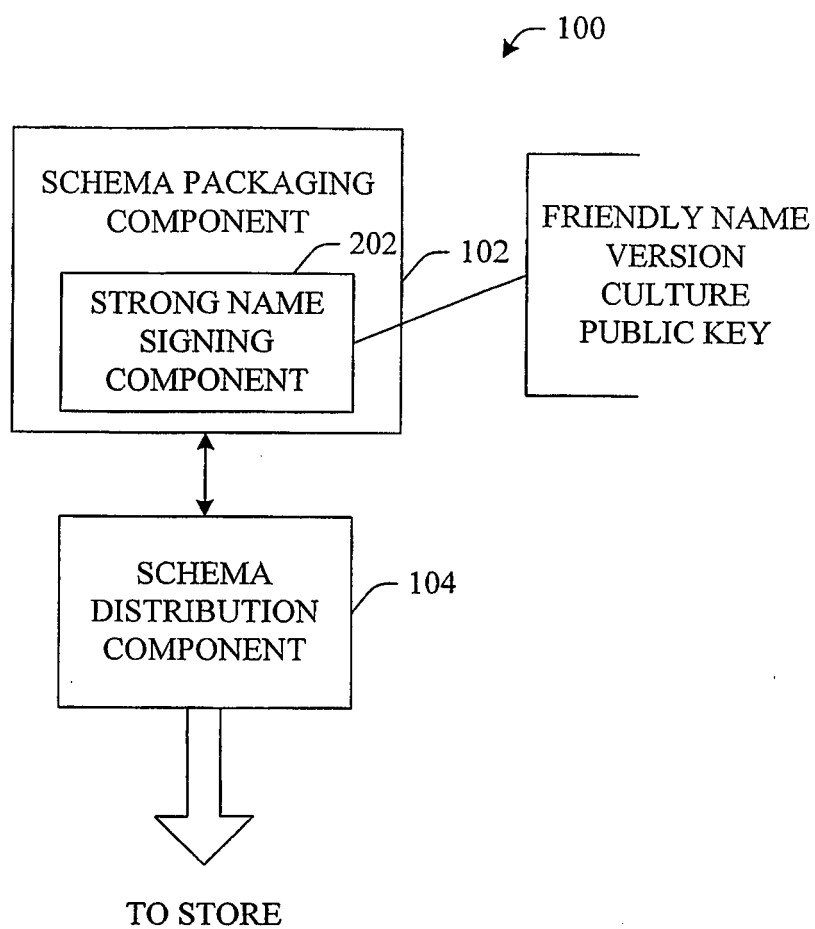 100
SCHEMA PACKAGING
COMPONENT
202
102
STRONG NAME
SIGNING
COMPONENT
FRIENDLY NAME
VERSION
CULTURE
PUBLIC KEY
SCHEMA
DISTRIBUTION
COMPONENT
104
TO STORE